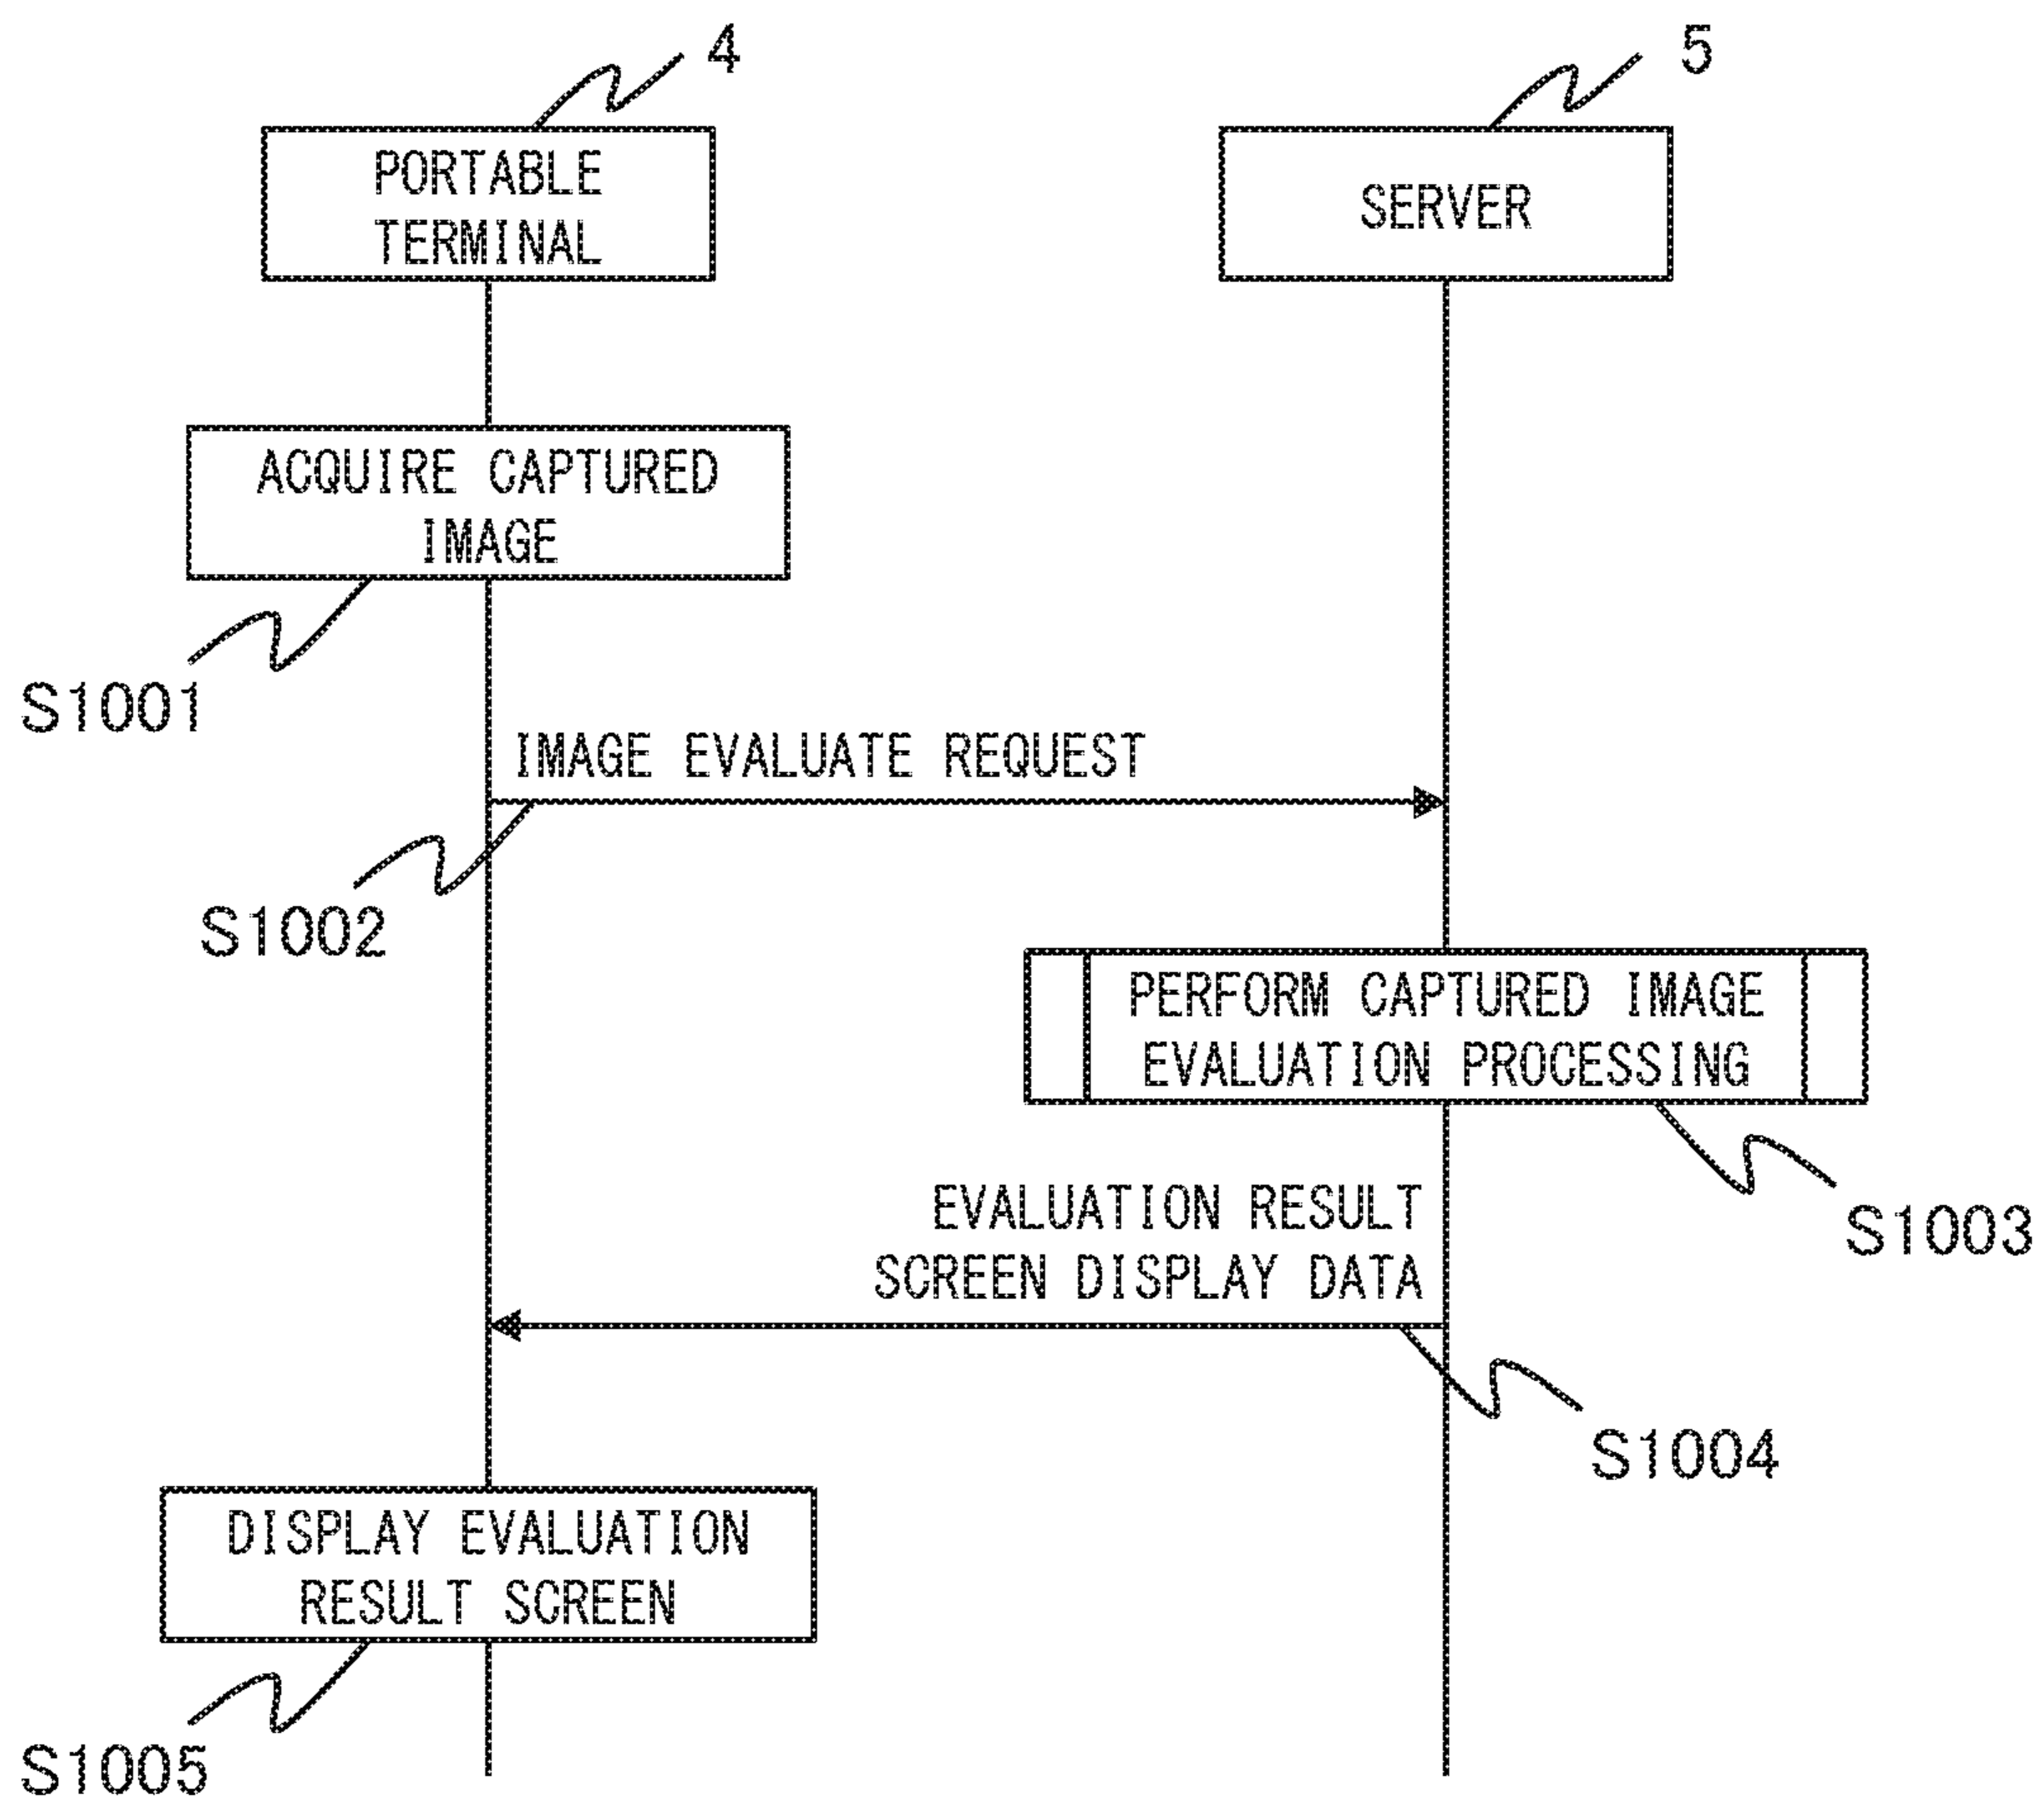 4
5
PORTABLE
TERMINAL
SERVER
ACQUIRE CAPTURED
IMAGE
S1001
IMAGE EVALUATE REQUEST
S1002
PERFORM CAPTURED IMAGE
EVALUATION PROCESSING
S1003
EVALUATION RESULT
SCREEN DISPLAY DATA
S1004
DISPLAY EVALUATION
RESULT SCREEN
S1005